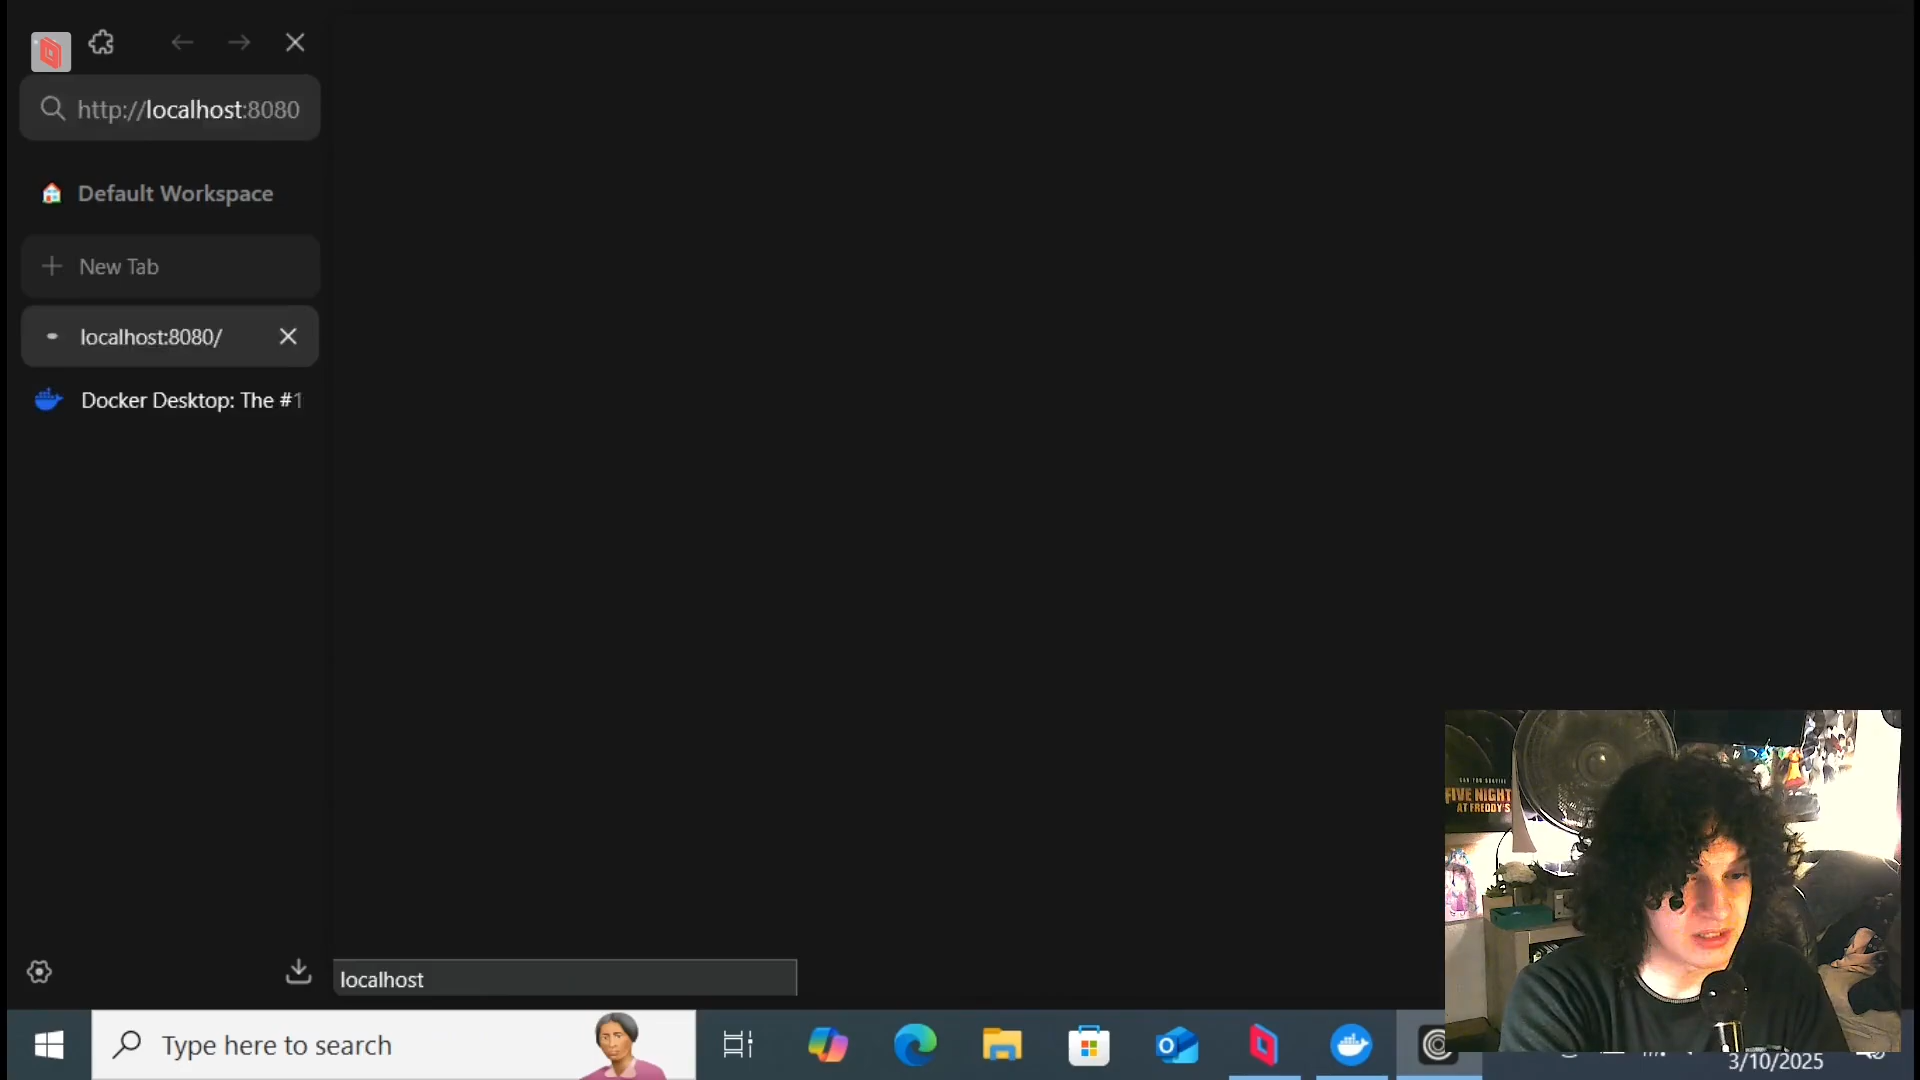 http://localhost:8080
Default Workspace
New Tab
localhost:8080/
Docker Desktop: The #1
localhost
FIVE NIGHT
AT FREDDY'S
Type here to search
3/10/2025